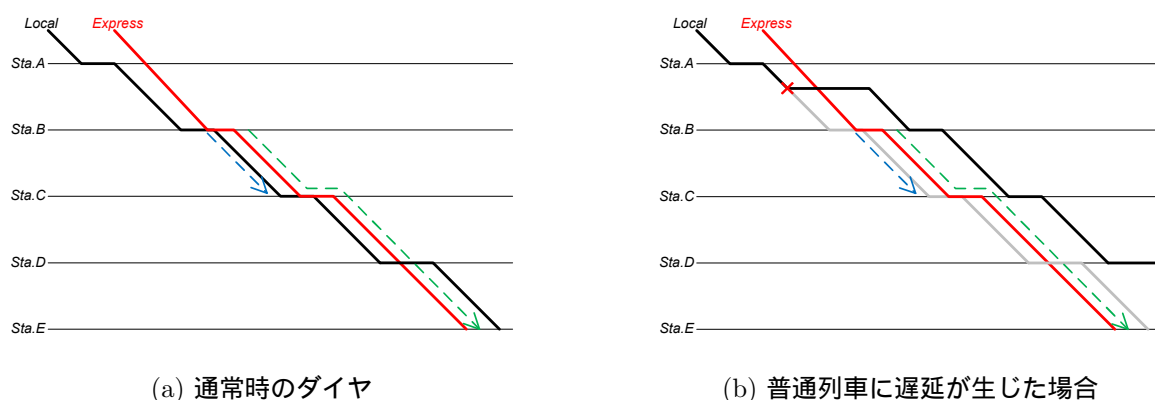 Local Express
Sta.A
Sta.B
Sta.C
Sta.D
Sta.E
(a) 通常時のダイヤ
Local Express
Sta.A
Sta.B
Sta.C
Sta.D
Sta.E
(b) 普通列車に遅延が生じた場合